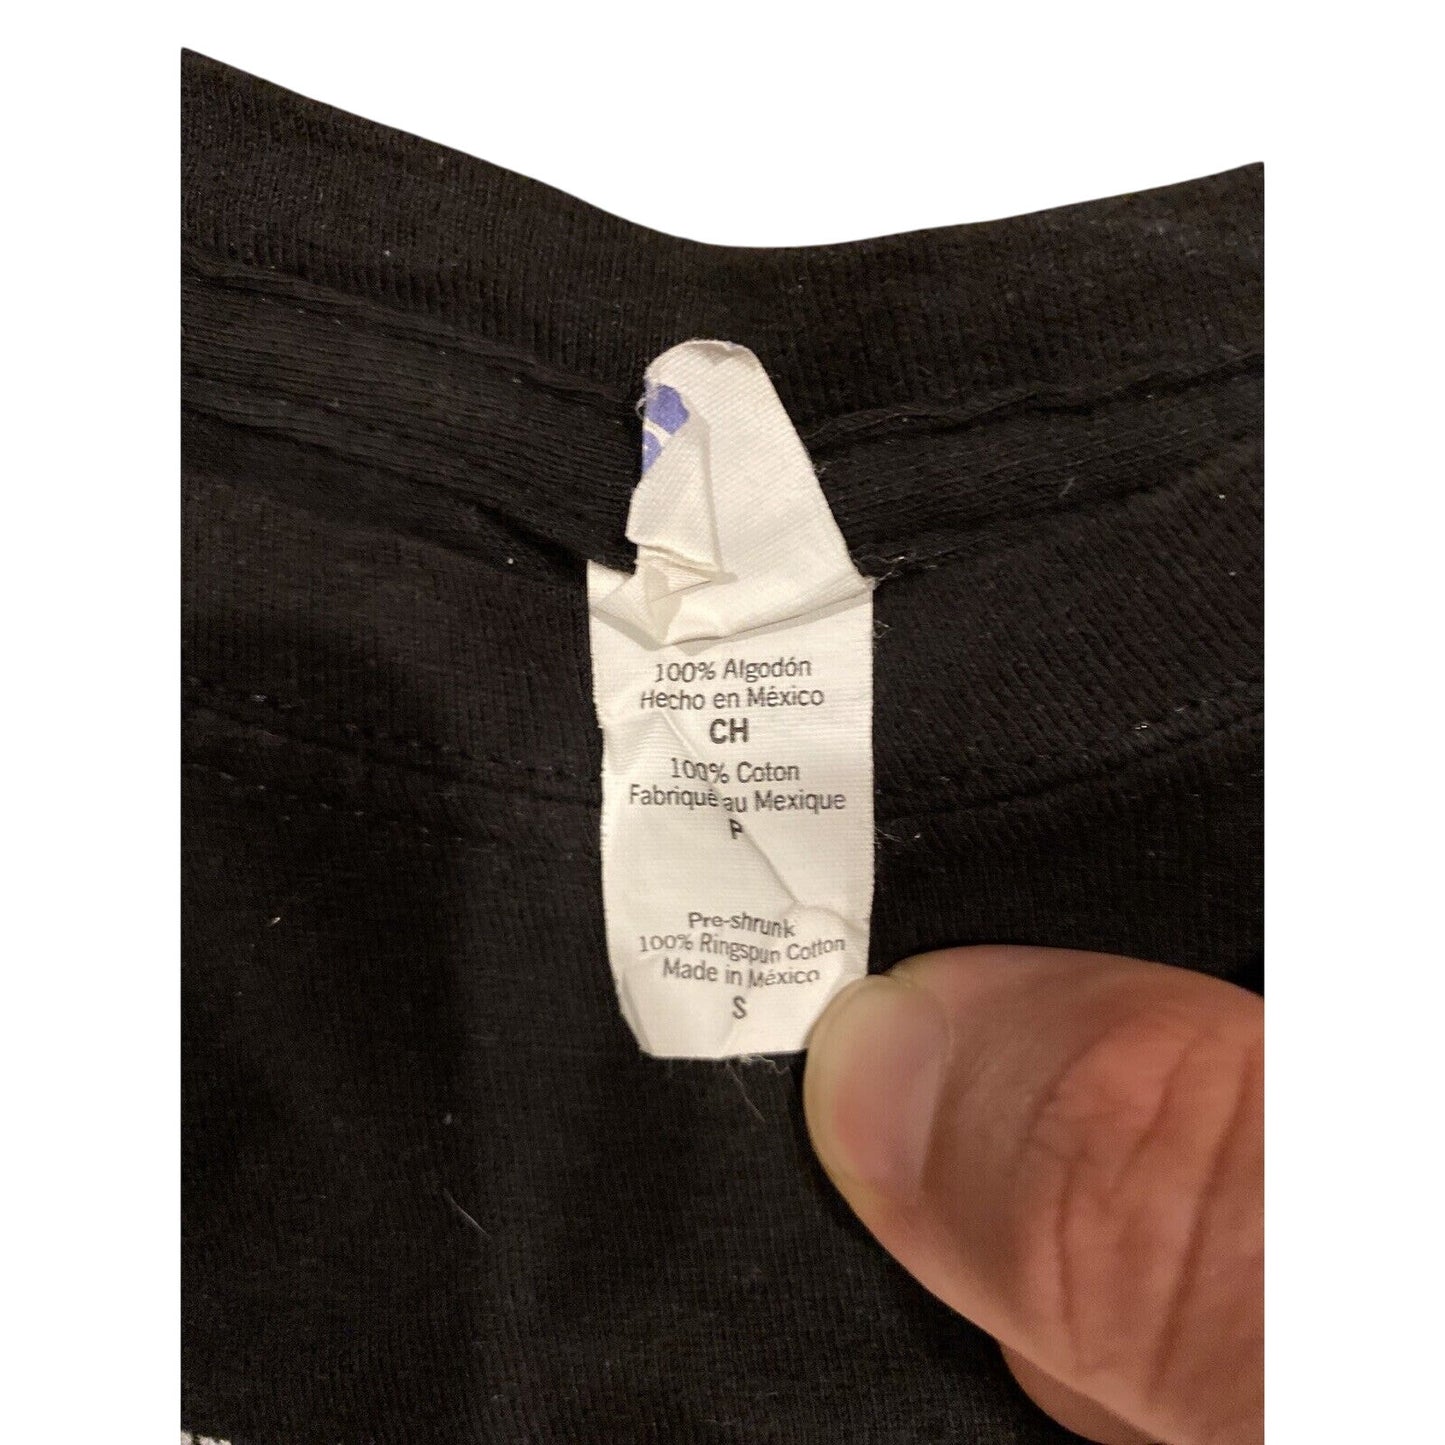 100% Algodón
Hecho en México
CH
100% Coton
Fabriqué au Mexique
P
Pre-shrunk
100% Ringspun Cotton
Made in México
S